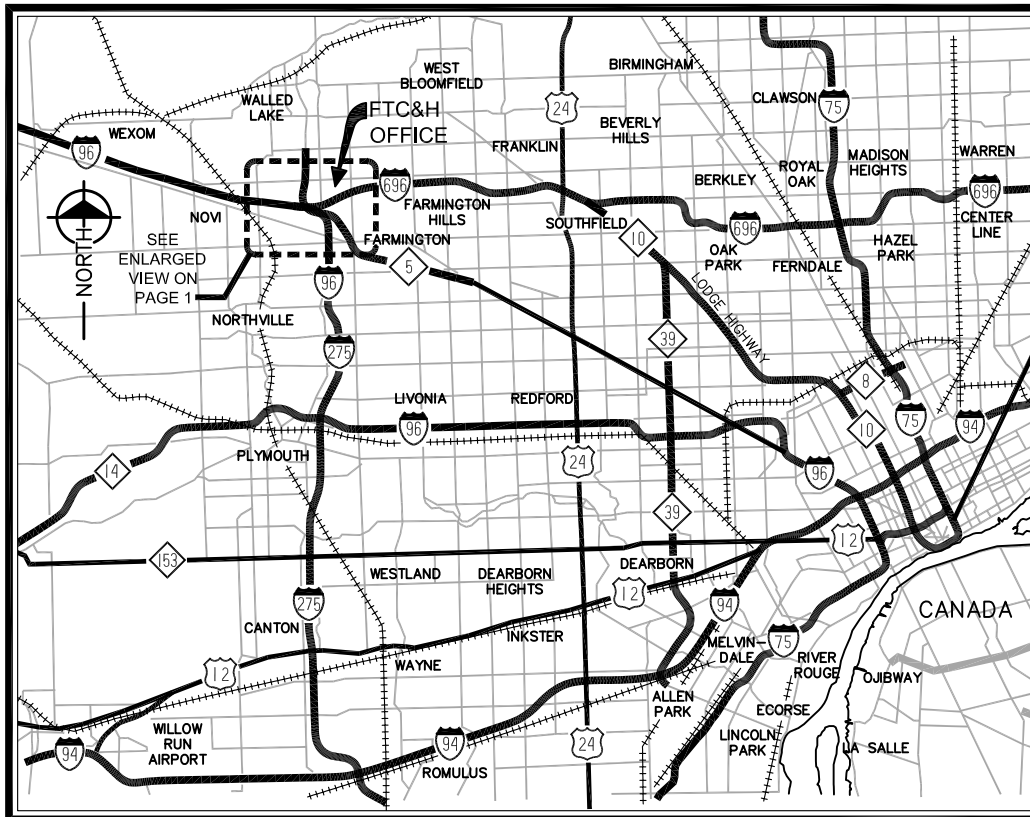 BIRMINGHAM
WEST
BLOOMFIELD
WALLED
LAKE
FTC&H
OFFICE
24
CLAWSON
75
WEXOM
96
BEVERLY
HILLS
FRANKLIN
ROYAL
OAK
MADISON
HEIGHTS
WARREN
BERKLEY
696
696
NOVI
FARMINGTON
HILLS
SOUTHFIELD
CENTER
LINE
NORTH
SEE
ENLARGED
VIEW ON
PAGE 1
FARMINGTON
10
696
OAK
PARK
HAZEL
PARK
FERNDALE
5
96
LODGE HIGHWAY
NORTHVILLE
275
39
8
LIVONIA
REDFORD
96
75
10
94
PLYMOUTH
14
24
96
39
153
12
WESTLAND
DEARBORN
HEIGHTS
DEARBORN
12
275
94
CANADA
CANTON
INKSTER
75
MELVIN-
DALE
RIVER
ROUGE
WAYNE
12
OJIBWAY
ALLEN
PARK
ECORSE
WILLOW
RUN
AIRPORT
94
94
24
LINCOLN
PARK
LA SALLE
ROMULUS